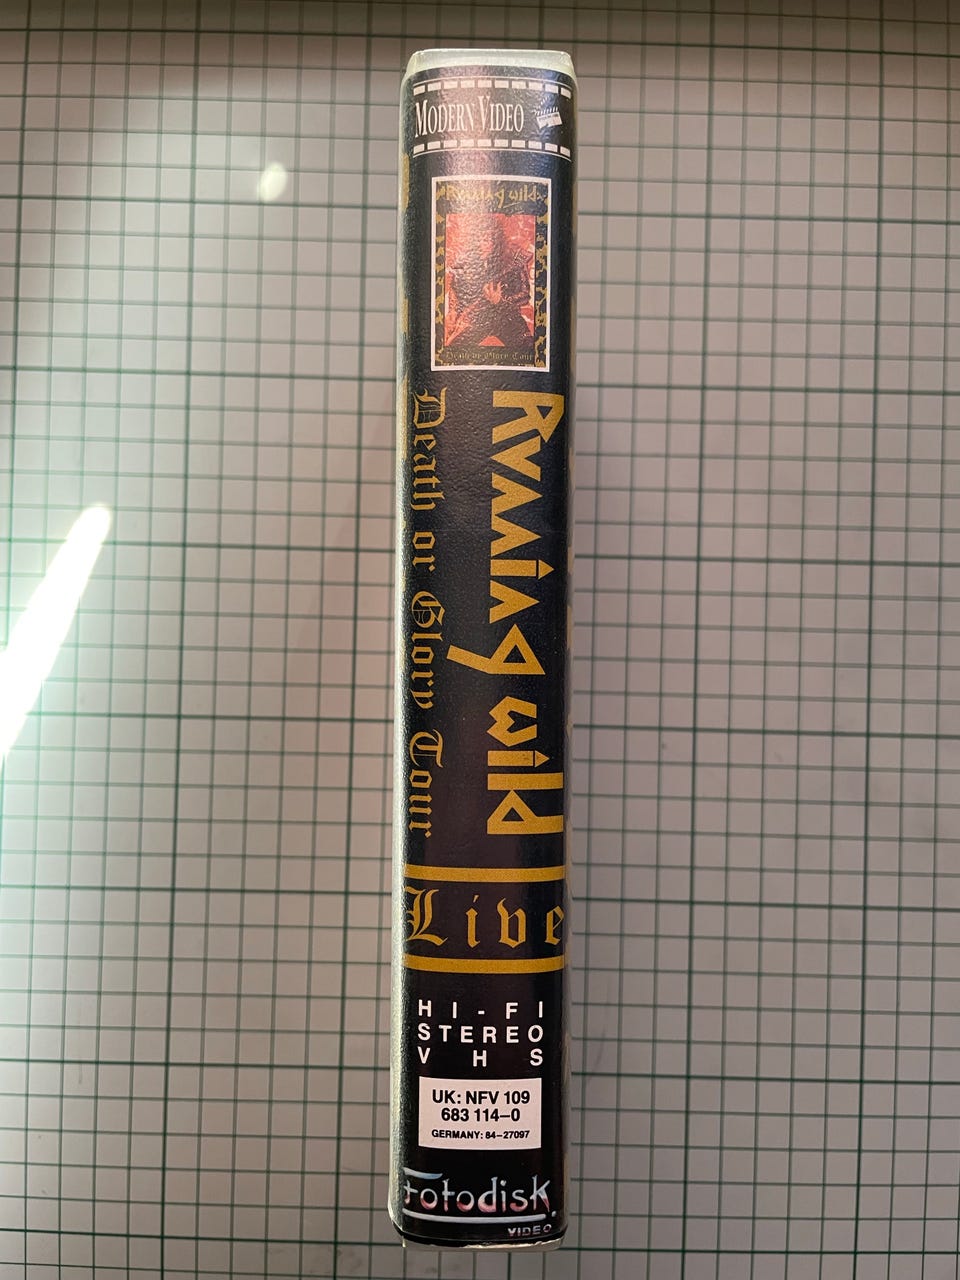 Modern Video
Running Wild
Death or Glory Tour
Running Wild
Death or Glory Tour
Live
HI-FI
STEREO
VHS
UK: NFV 109
683 114–0
GERMANY: 84–27097
Fotodisk
VIDEO